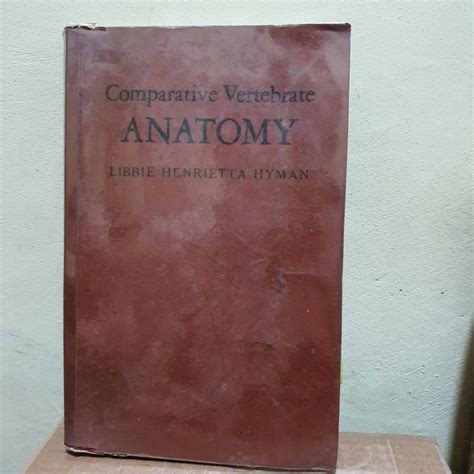 Comparative Vertebrate
ANATOMY
LIBBIE HENRIETTA HYMAN